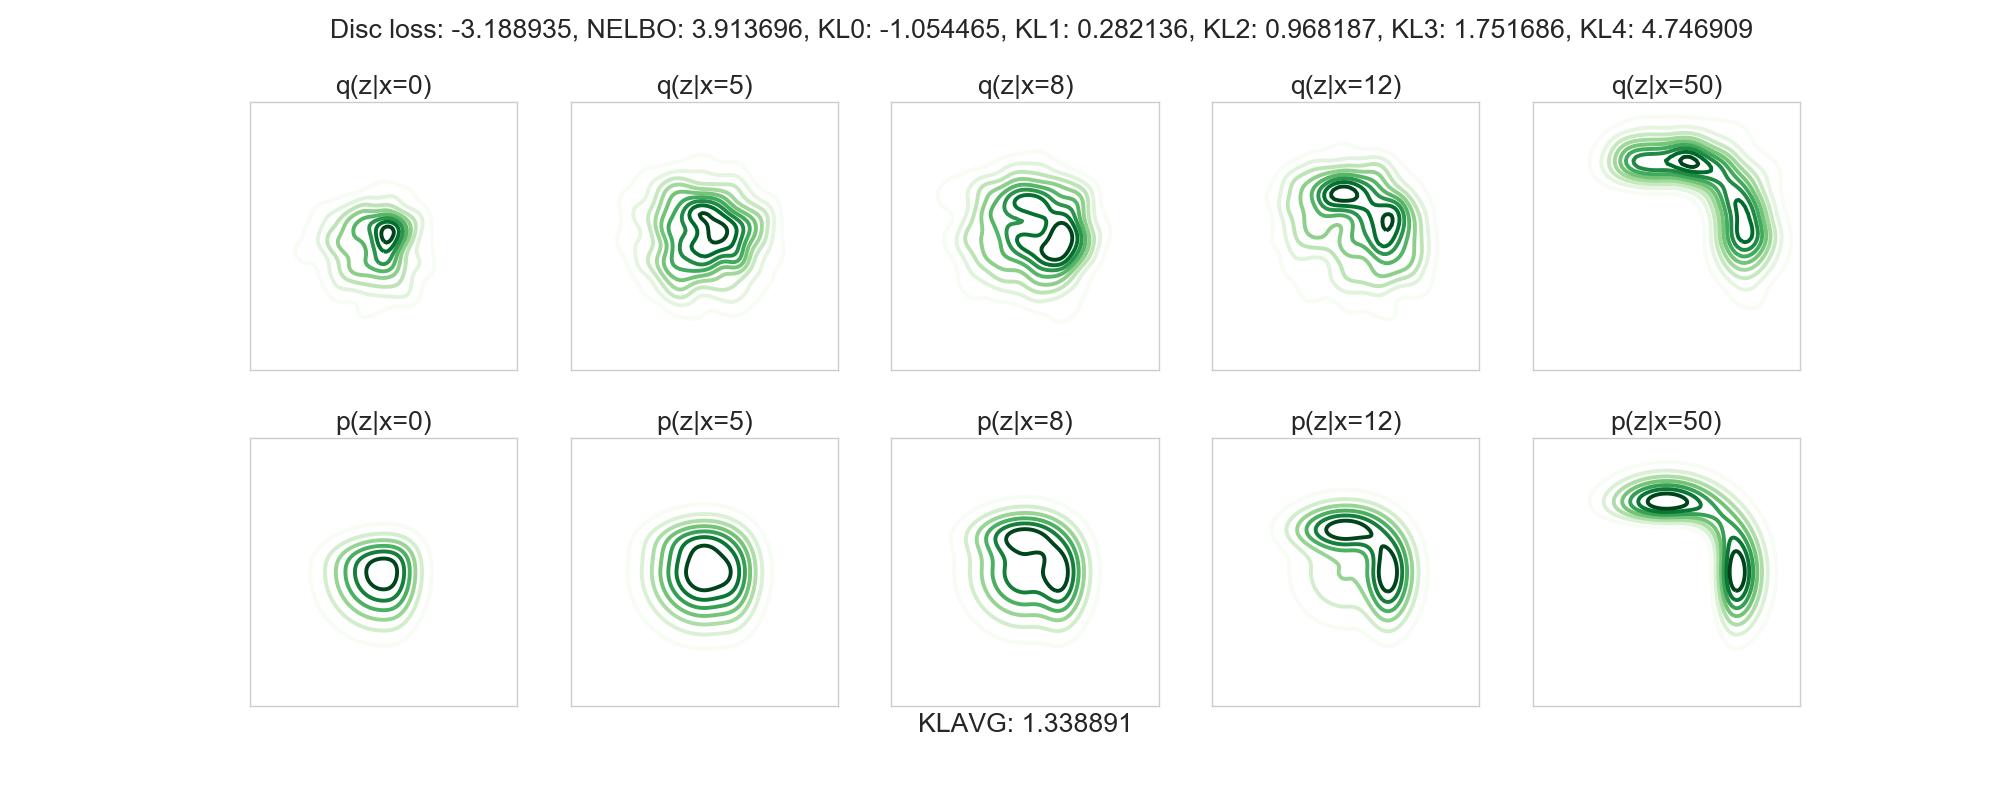 Disc loss: -3.188935, NELBO: 3.913696, KL0: -1.054465, KL1: 0.282136, KL2: 0.968187, KL3: 1.751686, KL4: 4.746909
q(z|x=0)
q(z|x=5)
q(z|x=8)
q(z|x=12)
q(z|x=50)
p(z|x=0)
p(z|x=5)
p(z|x=8)
p(z|x=12)
p(z|x=50)
KLAVG: 1.338891